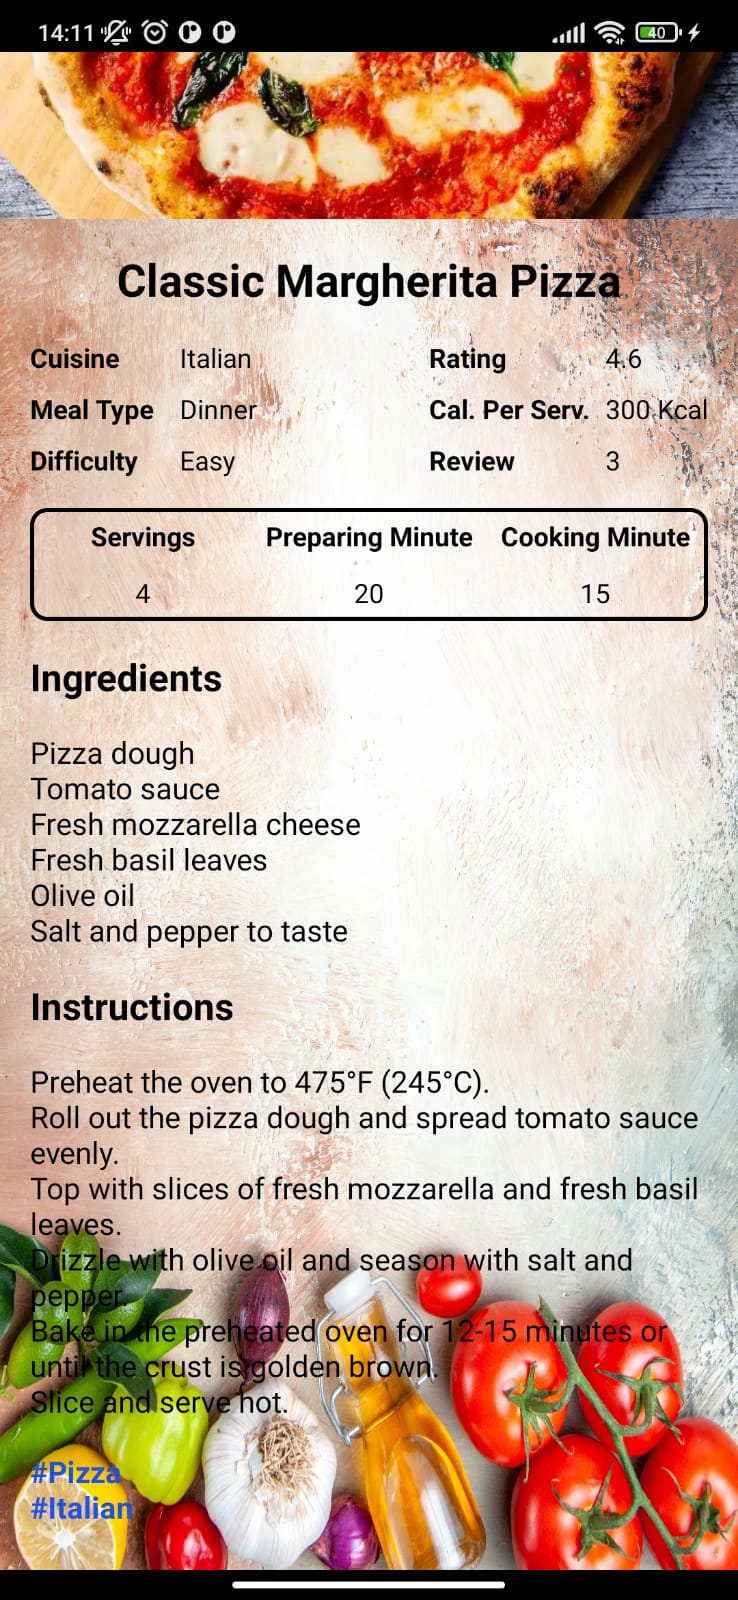 14:11
40
Classic Margherita Pizza
Cuisine Italian Rating 4.6
Meal Type Dinner Cal. Per Serv. 300 Kcal
Difficulty Easy Review 3
Servings Preparing Minute Cooking Minute
4 20 15
Ingredients
Pizza dough
Tomato sauce
Fresh mozzarella cheese
Fresh basil leaves
Olive oil
Salt and pepper to taste
Instructions
Preheat the oven to 475°F (245°C).
Roll out the pizza dough and spread tomato sauce
evenly.
Top with slices of fresh mozzarella and fresh basil
leaves.
Drizzle with olive oil and season with salt and
pepper.
Bake in the preheated oven for 12-15 minutes or
until the crust is golden brown.
Slice and serve hot.
#Pizza
#Italian